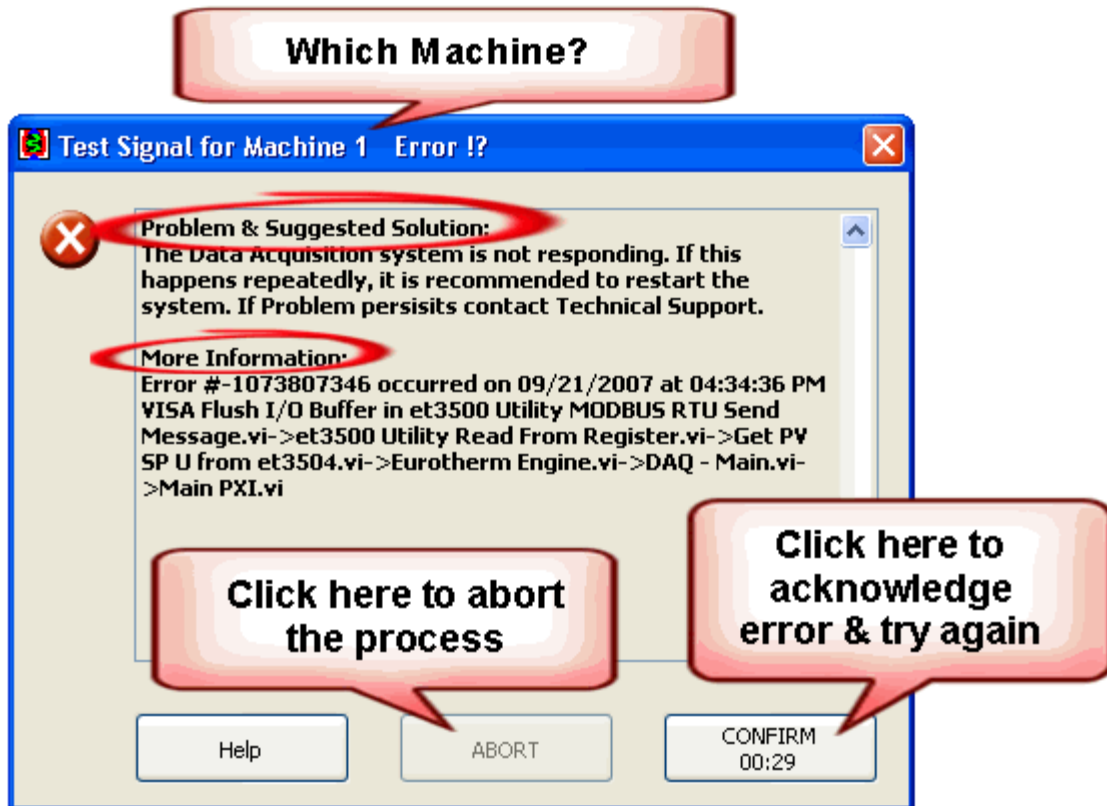 Which Machine?
Test Signal for Machine 1 Error !?
Problem & Suggested Solution:
The Data Acquisition system is not responding. If this
happens repeatedly, it is recommended to restart the
system. If Problem persisits contact Technical Support.
More Information:
Error #-1073807346 occurred on 09/21/2007 at 04:34:36 PM
VISA Flush I/O Buffer in et3500 Utility MODBUS RTU Send
Message.vi->et3500 Utility Read From Register.vi->Get PV
SP U from et3504.vi->Eurotherm Engine.vi->DAQ - Main.vi-
>Main PXI.vi
Click here to abort
the process
Click here to
acknowledge
error & try again
Help
ABORT
CONFIRM
00:29